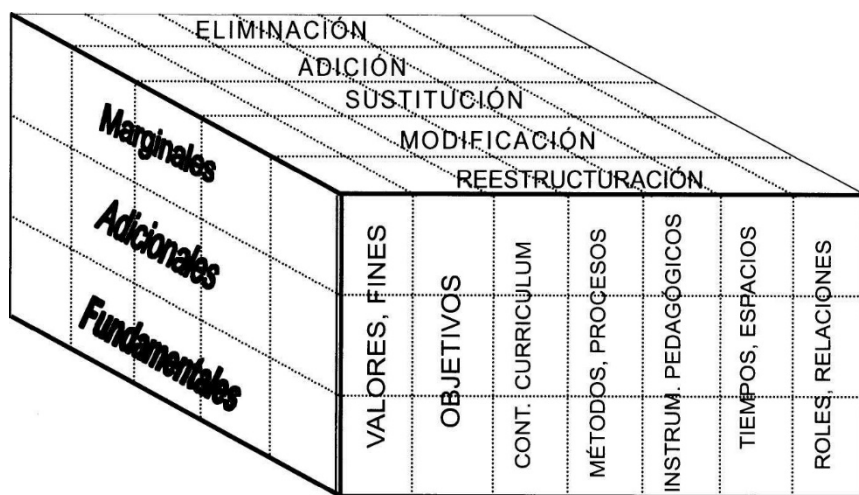 ELIMINACIÓN
ADICIÓN
SUSTITUCIÓN
MODIFICACIÓN
REESTRUCTURACIÓN
Marginales
Adicionales
Fundamentales
VALORES, FINES
OBJETIVOS
CONT. CURRICULUM
MÉTODOS, PROCESOS
INSTRUM. PEDAGÓGICOS
TIEMPOS, ESPACIOS
ROLES, RELACIONES